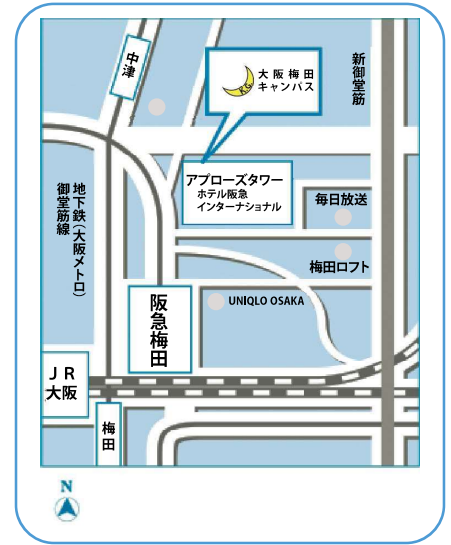 中津
大阪梅田
キャンパス
KG
新御堂筋
アプローズタワー
ホテル阪急
インターナショナル
地下鉄（大阪メトロ）
御堂筋線
毎日放送
梅田ロフト
UNIQLO OSAKA
阪急梅田
ＪＲ
大阪
梅田
N